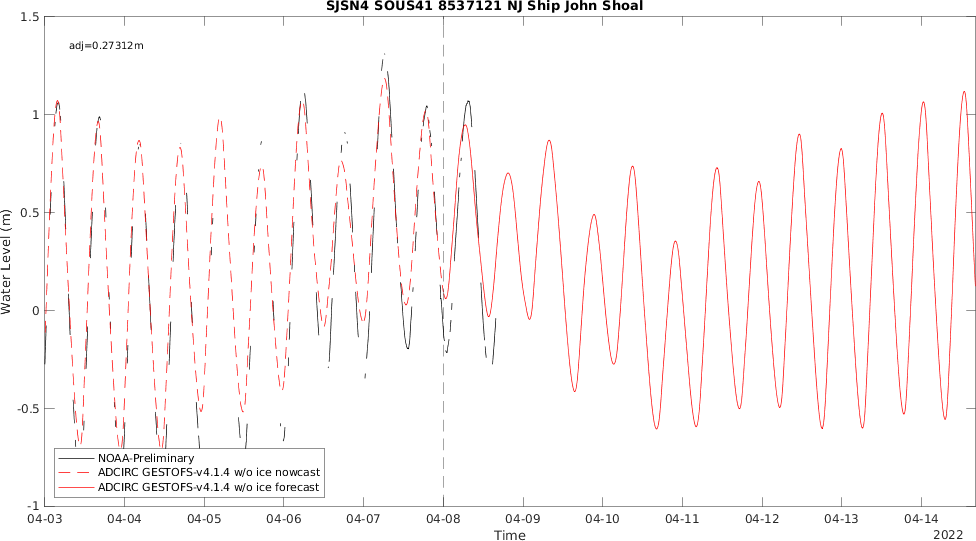 SJSN4 SOUS41 8537121 NJ Ship John Shoal
adj=0.27312m
1.5
1
0.5
0
-0.5
-1
Water Level (m)
NOAA-Preliminary
ADCIRC GESTOFS-v4.1.4 w/o ice nowcast
ADCIRC GESTOFS-v4.1.4 w/o ice forecast
04-03 04-04 04-05 04-06 04-07 04-08 04-09 04-10 04-11 04-12 04-13 04-14
Time
2022